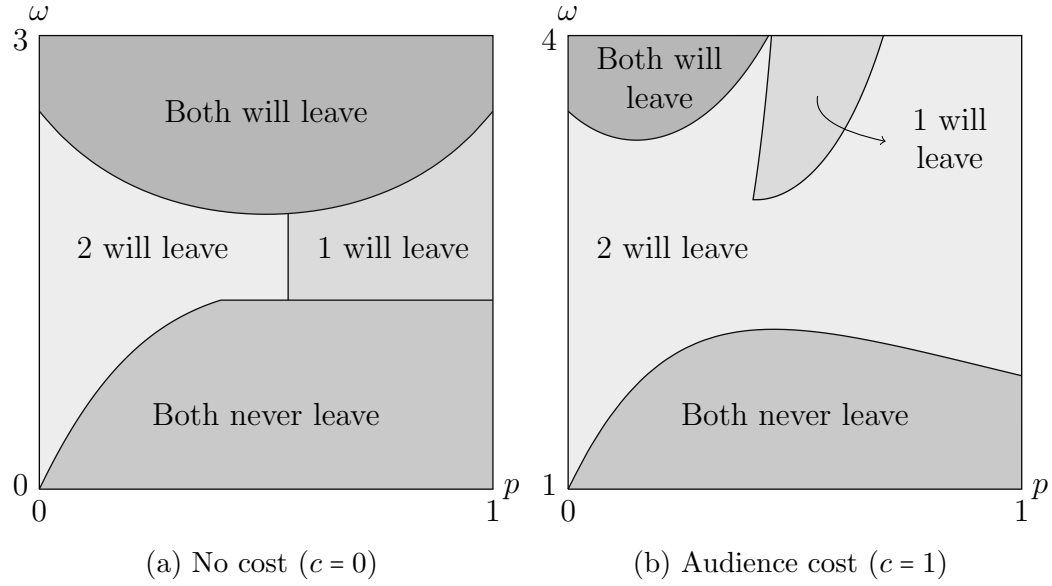 ω
3
Both will leave
2 will leave
1 will leave
Both never leave
0
p
0
1
(a) No cost (c = 0)
ω
4
Both will
leave
1 will
leave
2 will leave
Both never leave
1
p
0
1
(b) Audience cost (c = 1)